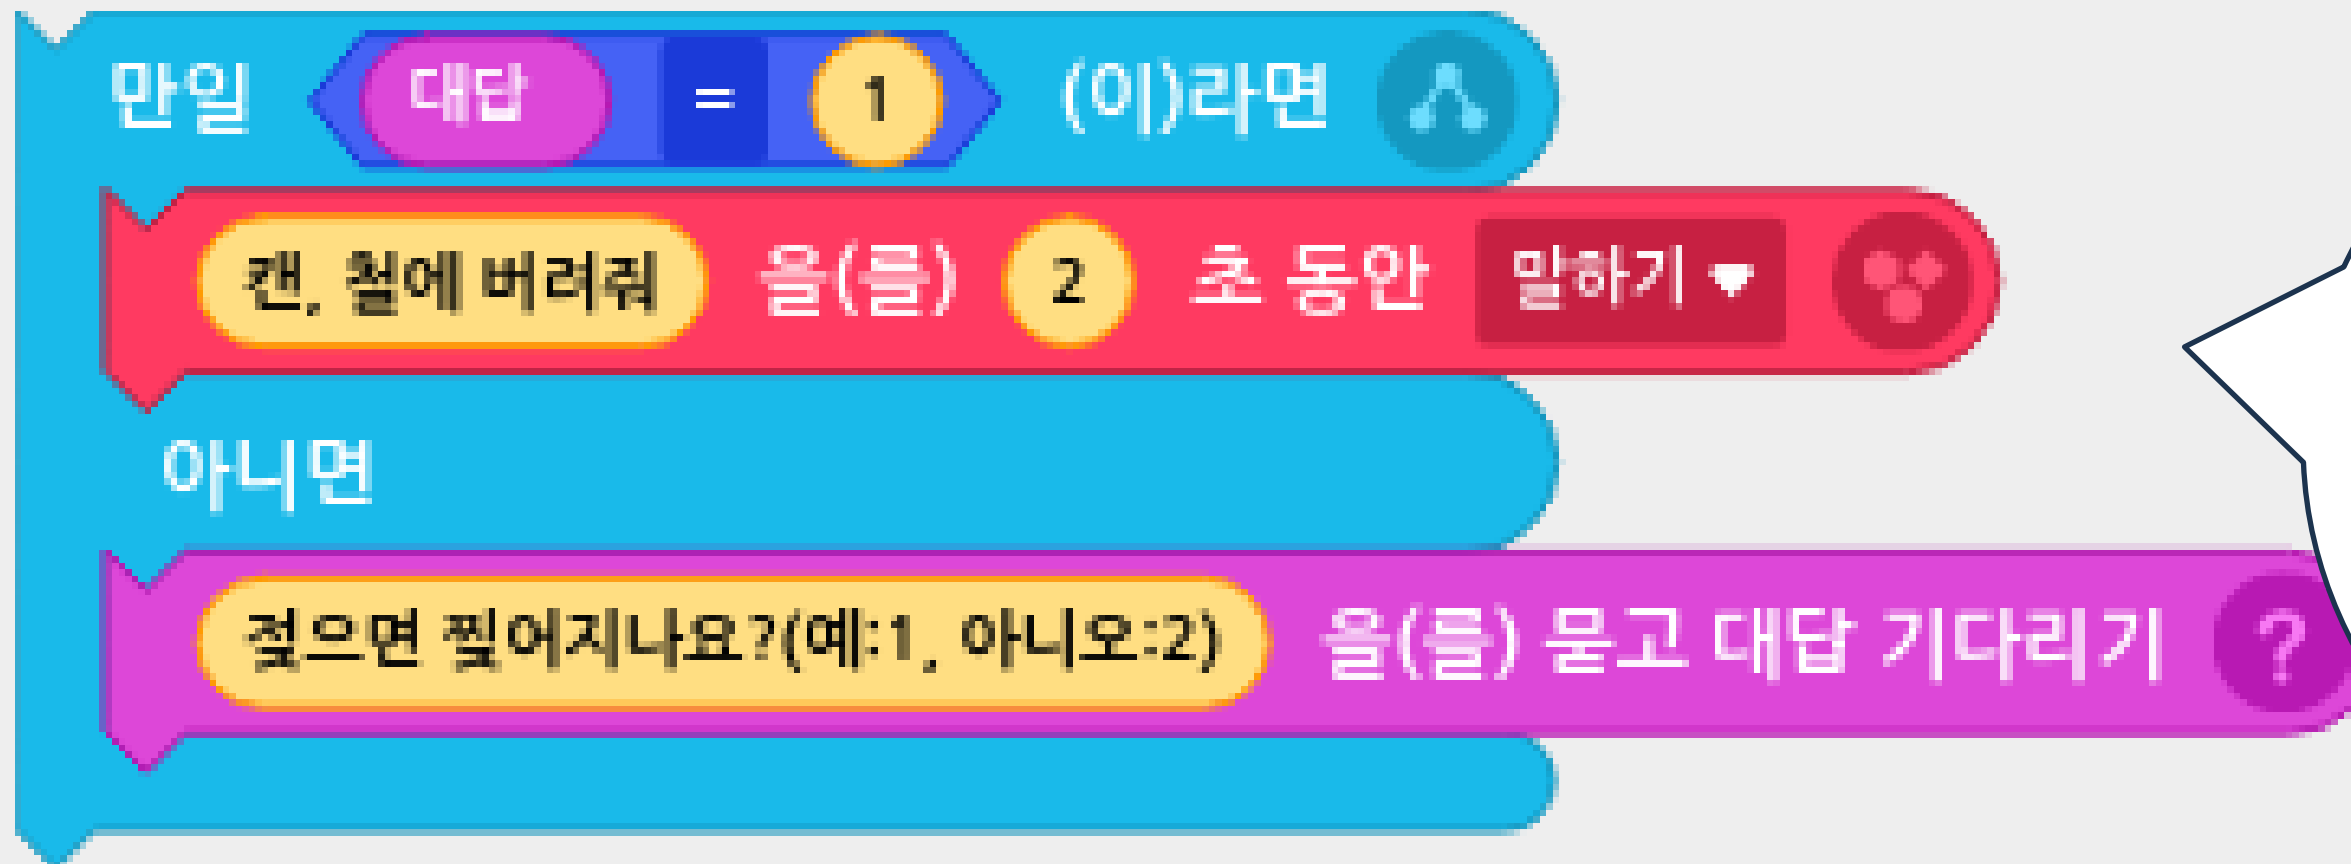 만일 대답 = 1 (이)라면
캔, 철에 버려줘 을(를) 2 초 동안 말하기
아니면
젖으면 찢어지나요?(예:1, 아니오:2) 을(를) 묻고 대답 기다리기 ?